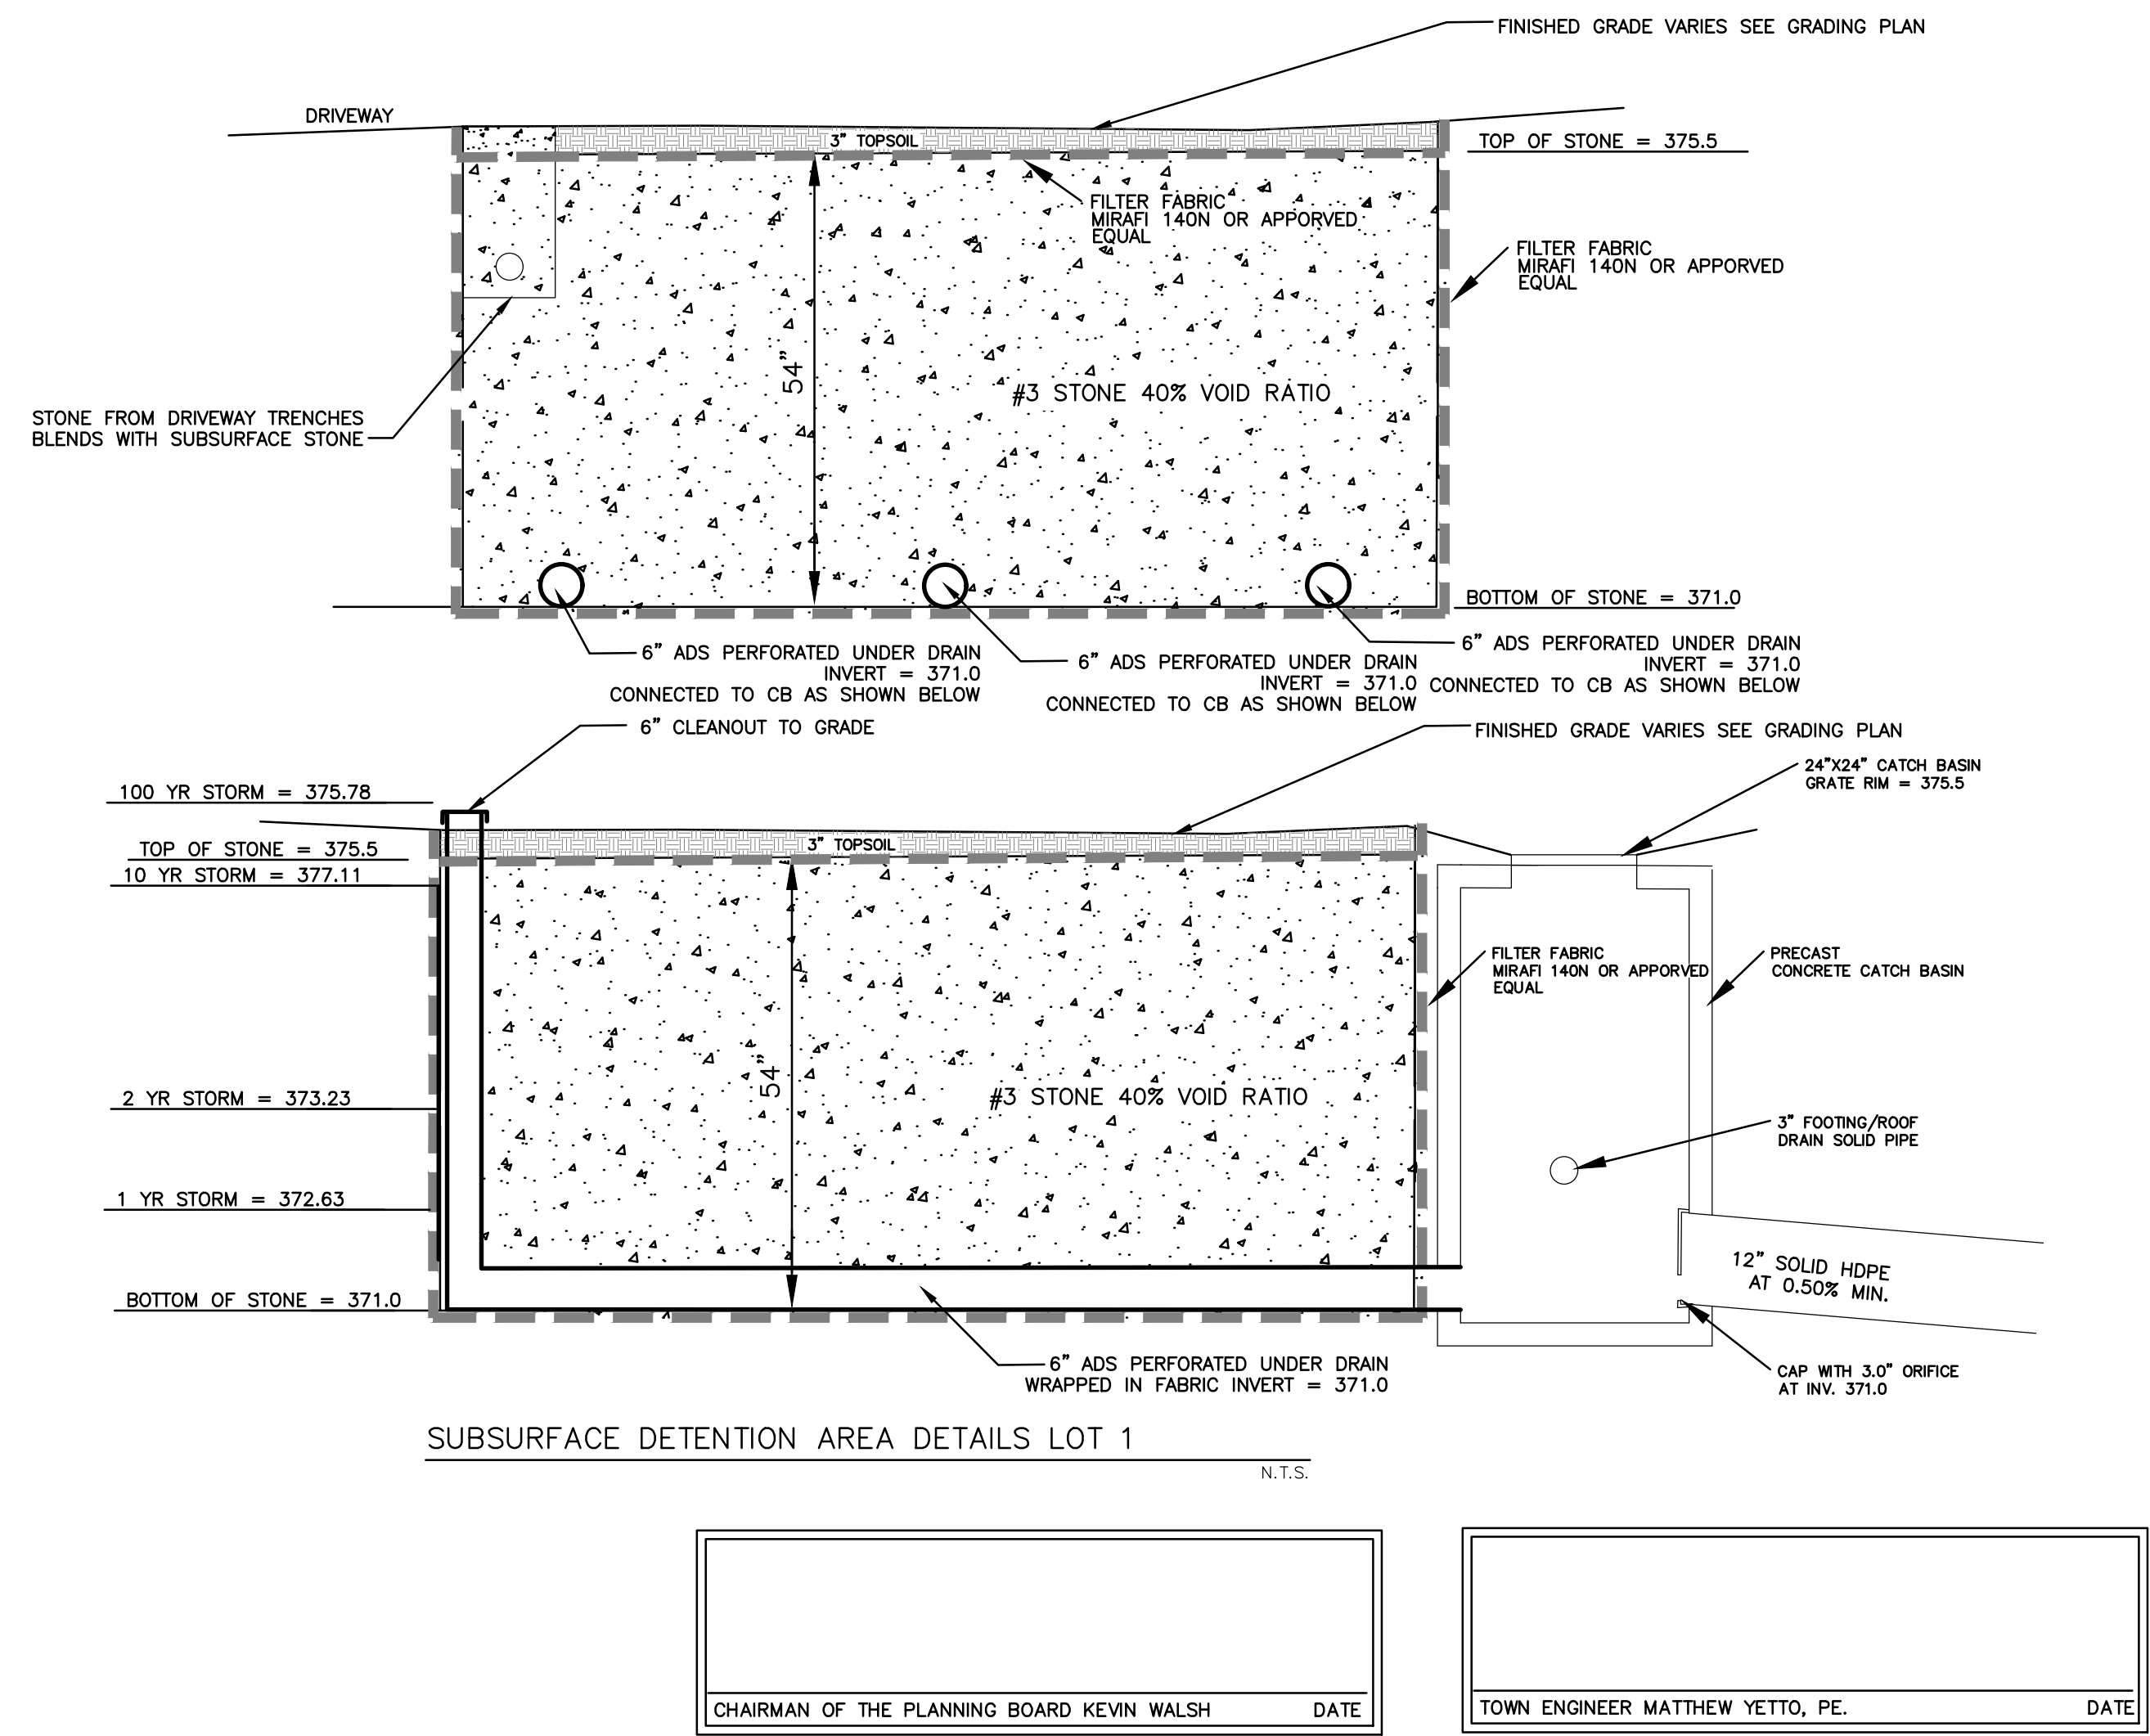 FINISHED GRADE VARIES SEE GRADING PLAN
DRIVEWAY
3" TOPSOIL
TOP OF STONE = 375.5
FILTER FABRIC
MIRAFI 140N OR APPORVED
EQUAL
FILTER FABRIC
MIRAFI 140N OR APPORVED
EQUAL
54"
#3 STONE 40% VOID RATIO
STONE FROM DRIVEWAY TRENCHES
BLENDS WITH SUBSURFACE STONE
BOTTOM OF STONE = 371.0
6" ADS PERFORATED UNDER DRAIN
INVERT = 371.0
CONNECTED TO CB AS SHOWN BELOW
6" ADS PERFORATED UNDER DRAIN
INVERT = 371.0
CONNECTED TO CB AS SHOWN BELOW
6" ADS PERFORATED UNDER DRAIN
INVERT = 371.0
CONNECTED TO CB AS SHOWN BELOW
6" CLEANOUT TO GRADE
FINISHED GRADE VARIES SEE GRADING PLAN
24"X24" CATCH BASIN
GRATE RIM = 375.5
100 YR STORM = 375.78
TOP OF STONE = 375.5
10 YR STORM = 377.11
3" TOPSOIL
FILTER FABRIC
MIRAFI 140N OR APPORVED
EQUAL
PRECAST
CONCRETE CATCH BASIN
54"
#3 STONE 40% VOID RATIO
2 YR STORM = 373.23
3" FOOTING/ROOF
DRAIN SOLID PIPE
1 YR STORM = 372.63
12" SOLID HDPE
AT 0.50% MIN.
BOTTOM OF STONE = 371.0
6" ADS PERFORATED UNDER DRAIN
WRAPPED IN FABRIC INVERT = 371.0
CAP WITH 3.0" ORIFICE
AT INV. 371.0
SUBSURFACE DETENTION AREA DETAILS LOT 1
N.T.S.
CHAIRMAN OF THE PLANNING BOARD KEVIN WALSH DATE
TOWN ENGINEER MATTHEW YETTO, PE. DATE